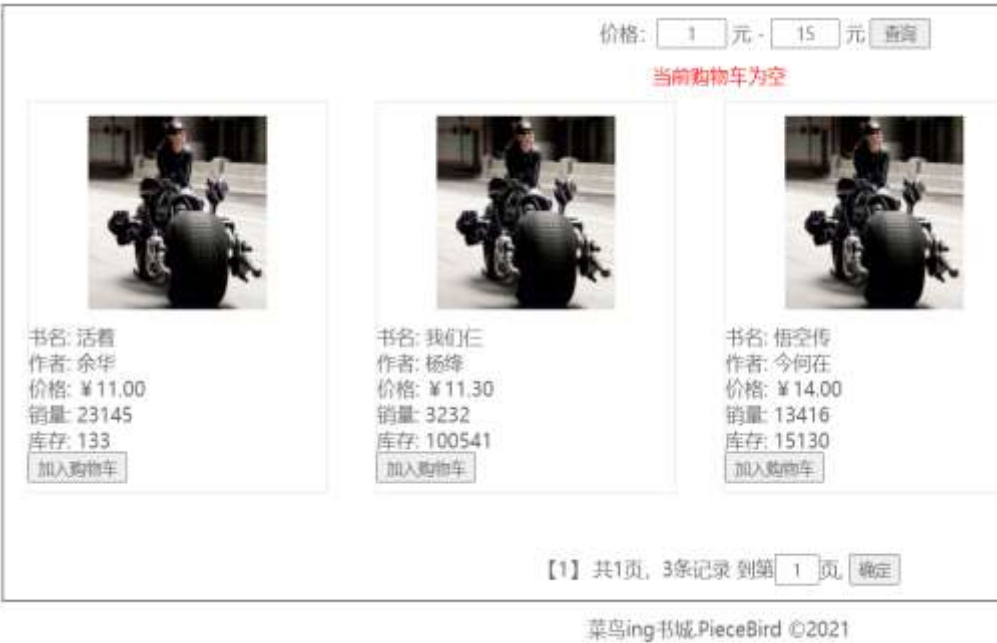 价格: 1 元 - 15 元 查询
当前购物车为空
书名: 活着
作者: 余华
价格: ￥11.00
销量: 23145
库存: 133
加入购物车
书名: 我们仨
作者: 杨绛
价格: ￥11.30
销量: 3232
库存: 100541
加入购物车
书名: 悟空传
作者: 今何在
价格: ￥14.00
销量: 13416
库存: 15130
加入购物车
【1】 共1页, 3条记录 到第 1 页, 确定
菜鸟ing书城.PieceBird ©2021